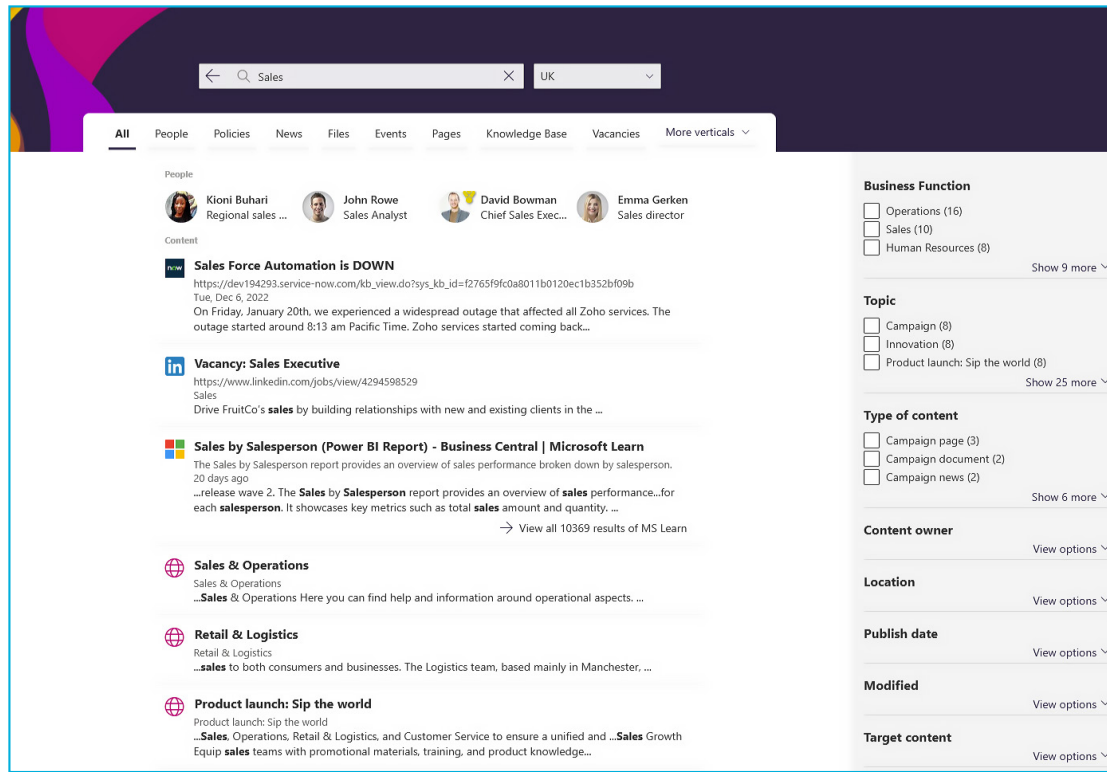 Sales
UK
All People Policies News Files Events Pages Knowledge Base Vacancies More verticals
People
Kioni Buhari
Regional sales ...
John Rowe
Sales Analyst
David Bowman
Chief Sales Exec...
Emma Gerken
Sales director
Content
now
Sales Force Automation is DOWN
https://dev194293.service-now.com/kb_view.do?sys_kb_id=f2765f9fc0a8011b0120ec1b352bf09b
Tue, Dec 6, 2022
On Friday, January 20th, we experienced a widespread outage that affected all Zoho services. The
outage started around 8:13 am Pacific Time. Zoho services started coming back...
in
Vacancy: Sales Executive
https://www.linkedin.com/jobs/view/4294598529
Sales
Drive FruitCo's sales by building relationships with new and existing clients in the ...
Sales by Salesperson (Power BI Report) - Business Central | Microsoft Learn
The Sales by Salesperson report provides an overview of sales performance broken down by salesperson.
20 days ago
...release wave 2. The Sales by Salesperson report provides an overview of sales performance...for
each salesperson. It showcases key metrics such as total sales amount and quantity. ...
View all 10369 results of MS Learn
Sales & Operations
Sales & Operations
...Sales & Operations Here you can find help and information around operational aspects. ...
Retail & Logistics
Retail & Logistics
...sales to both consumers and businesses. The Logistics team, based mainly in Manchester, ...
Product launch: Sip the world
Product launch: Sip the world
...Sales, Operations, Retail & Logistics, and Customer Service to ensure a unified and ...Sales Growth
Equip sales teams with promotional materials, training, and product knowledge...
Business Function
Operations (16)
Sales (10)
Human Resources (8)
Show 9 more
Topic
Campaign (8)
Innovation (8)
Product launch: Sip the world (8)
Show 25 more
Type of content
Campaign page (3)
Campaign document (2)
Campaign news (2)
Show 6 more
Content owner
View options
Location
View options
Publish date
View options
Modified
View options
Target content
View options